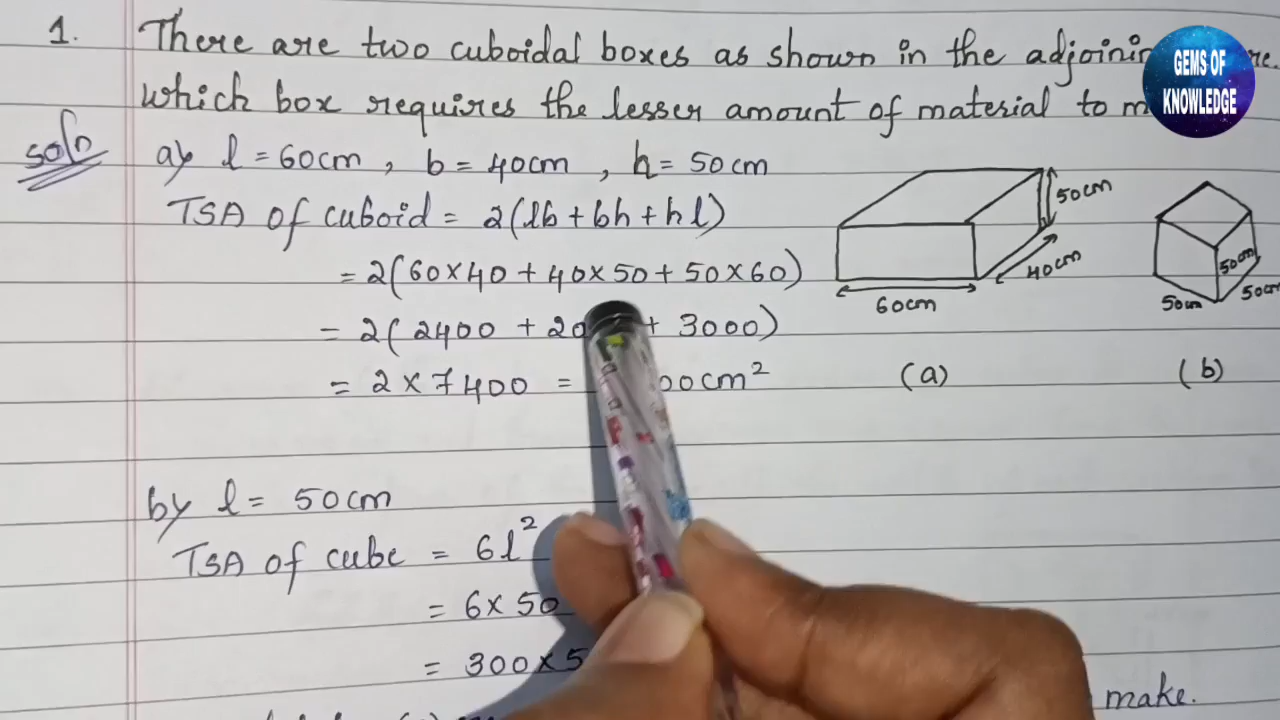 1. There are two cuboidal boxes as shown in the
which box requires the lesser amount of material to
GEMS OF
KNOWLEDGE
Soln
a) l = 60cm , b = 40cm , h = 50cm
TSA of cuboid = 2(lb + bh + hl)
= 2(60×40 + 40×50 + 50×60)
= 2(2400 + + 3000)
= 2 × 7400 = cm²
50cm
40cm
60cm
(a)
50cm
50cm
50cm
(b)
b) l = 50cm
TSA of cube = 6l²
= 6×50
= 300×5
make.